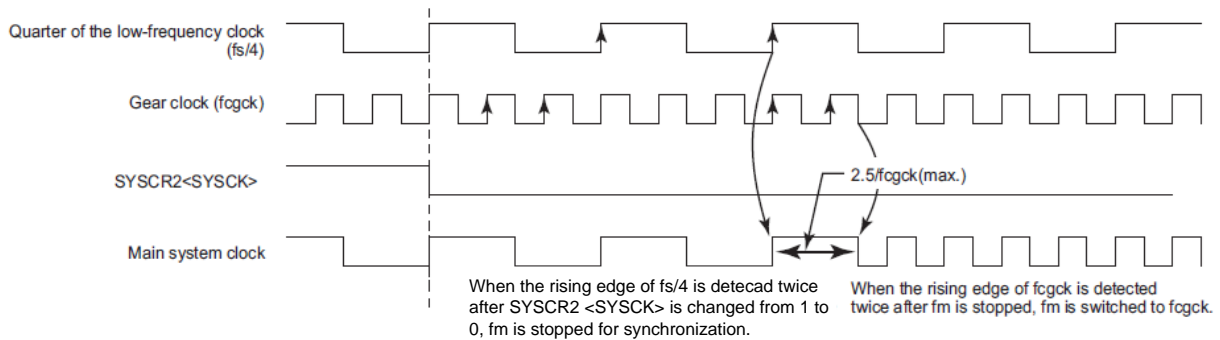 Quarter of the low-frequency clock
(fs/4)
Gear clock (fcgck)
2.5/fcgck(max.)
SYSCR2<SYSCK>
Main system clock
When the rising edge of fs/4 is detecad twice
after SYSCR2 <SYSCK> is changed from 1 to
0, fm is stopped for synchronization.
When the rising edge of fcgck is detected
twice after fm is stopped, fm is switched to fcgck.